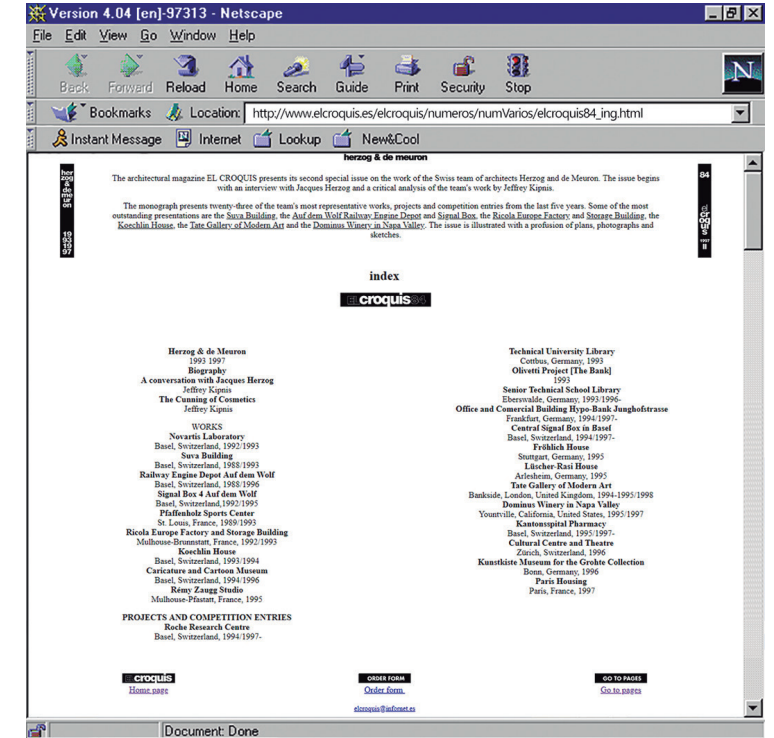 Version 4.04 [en]-97313 - Netscape
File Edit View Go Window Help
Back Forward Reload Home Search Guide Print Security Stop
N
Bookmarks Location: http://www.elcroquis.es/elcroquis/numeros/numVarios/elcroquis84_ing.html
Instant Message Internet Lookup New&Cool
herzog & de meuron
her
zog
&
de
me
ur
on
19
93
19
97
The architectural magazine EL CROQUIS presents its second special issue on the work of the Swiss team of architects Herzog and de Meuron. The issue begins
with an interview with Jacques Herzog and a critical analysis of the team's work by Jeffrey Kipnis.
The monograph presents twenty-three of the team's most representative works, projects and competition entries from the last five years. Some of the most
outstanding presentations are the Suva Building, the Auf dem Wolf Railway Engine Depot and Signal Box, the Ricola Europe Factory and Storage Building, the
Koechlin House, the Tate Gallery of Modern Art and the Dominus Winery in Napa Valley. The issue is illustrated with a profusion of plans, photographs and
sketches.
84
el
cr
oq
ui
s
1997
II
index
EL croquis 84
Herzog & de Meuron
1993 1997
Biography
A conversation with Jacques Herzog
Jeffrey Kipnis
The Cunning of Cosmetics
Jeffrey Kipnis
WORKS
Novartis Laboratory
Basel, Switzerland, 1992/1993
Suva Building
Basel, Switzerland, 1988/1993
Railway Engine Depot Auf dem Wolf
Basel, Switzerland, 1988/1996
Signal Box 4 Auf dem Wolf
Basel, Switzerland,1992/1995
Pfaffenholz Sports Center
St. Louis, France, 1989/1993
Ricola Europe Factory and Storage Building
Mulhouse-Brunnstatt, France, 1992/1993
Koechlin House
Basel, Switzerland, 1993/1994
Caricature and Cartoon Museum
Basel, Switzerland, 1994/1996
Rémy Zaugg Studio
Mulhouse-Pfastatt, France, 1995
PROJECTS AND COMPETITION ENTRIES
Roche Research Centre
Basel, Switzerland, 1994/1997-
Technical University Library
Cottbus, Germany, 1993
Olivetti Project [The Bank]
1993
Senior Technical School Library
Eberswalde, Germany, 1993/1996-
Office and Comercial Building Hypo-Bank Junghofstrasse
Frankfurt, Germany, 1994/1997-
Central Signal Box in Basel
Basel, Switzerland, 1994/1997-
Fröhlich House
Stuttgart, Germany, 1995
Lüscher-Rasi House
Arlesheim, Germany, 1995
Tate Gallery of Modern Art
Bankside, London, United Kingdom, 1994-1995/1998
Dominus Winery in Napa Valley
Yountville, California, United States, 1995/1997
Kantonsspital Pharmacy
Basel, Switzerland, 1995/1997-
Cultural Centre and Theatre
Zürich, Switzerland, 1996
Kunstkiste Museum for the Grohte Collection
Bonn, Germany, 1996
Paris Housing
Paris, France, 1997
EL croquis
Home page
ORDER FORM
Order form
elcroquis@infornet.es
GO TO PAGES
Go to pages
Document: Done